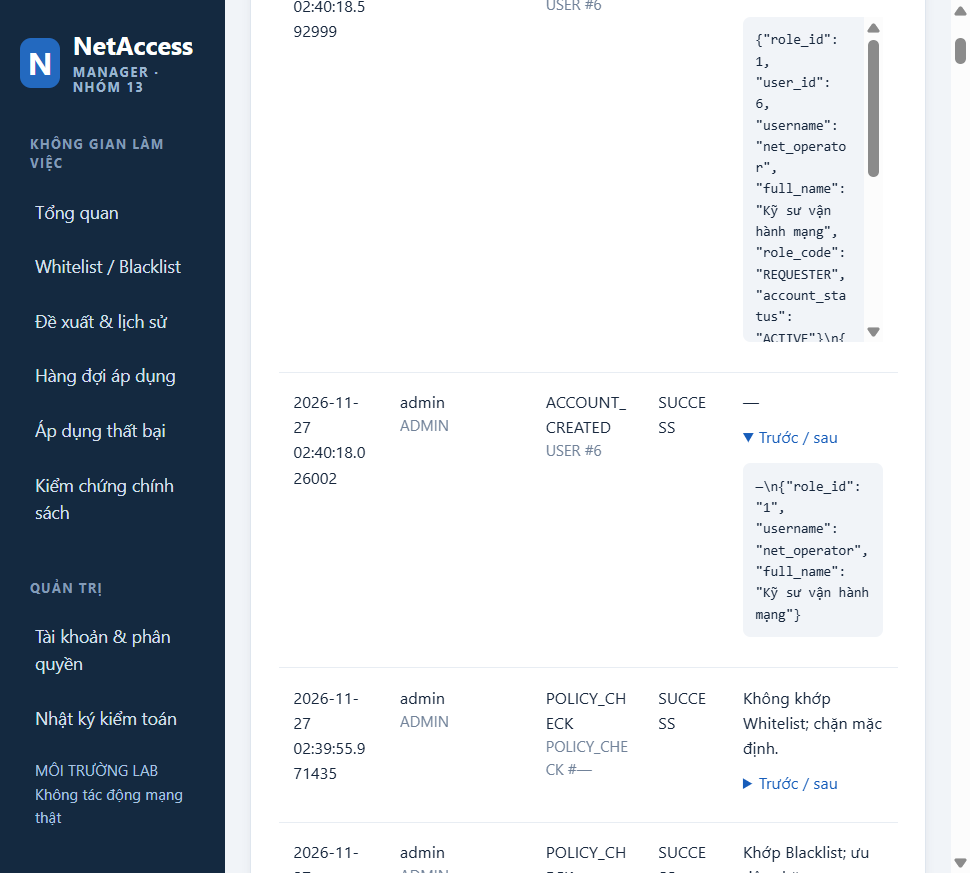 N
NetAccess
MANAGER ·
NHÓM 13
KHÔNG GIAN LÀM
VIỆC
Tổng quan
Whitelist / Blacklist
Đề xuất & lịch sử
Hàng đợi áp dụng
Áp dụng thất bại
Kiểm chứng chính
sách
QUẢN TRỊ
Tài khoản & phân
quyền
Nhật ký kiểm toán
MÔI TRƯỜNG LAB
Không tác động mạng
thật
02:40:18.5
92999
USER #6
{"role_id":
1,
"user_id":
6,
"username":
"net_operato
r",
"full_name":
"Kỹ sư vận
hành mạng",
"role_code":
"REQUESTER",
"account_sta
tus":
"ACTIVE"}\n{
2026-11-
27
02:40:18.0
26002
admin
ADMIN
ACCOUNT_
CREATED
USER #6
SUCCE
SS
—
▼ Trước / sau
—\n{"role_id":
"1",
"username":
"net_operator",
"full_name":
"Kỹ sư vận hành
mạng"}
2026-11-
27
02:39:55.9
71435
admin
ADMIN
POLICY_CH
ECK
POLICY_CHE
CK #—
SUCCE
SS
Không khớp
Whitelist; chặn mặc
định.
▶ Trước / sau
2026-11-
admin
POLICY_CH
SUCCE
Khớp Blacklist; ưu